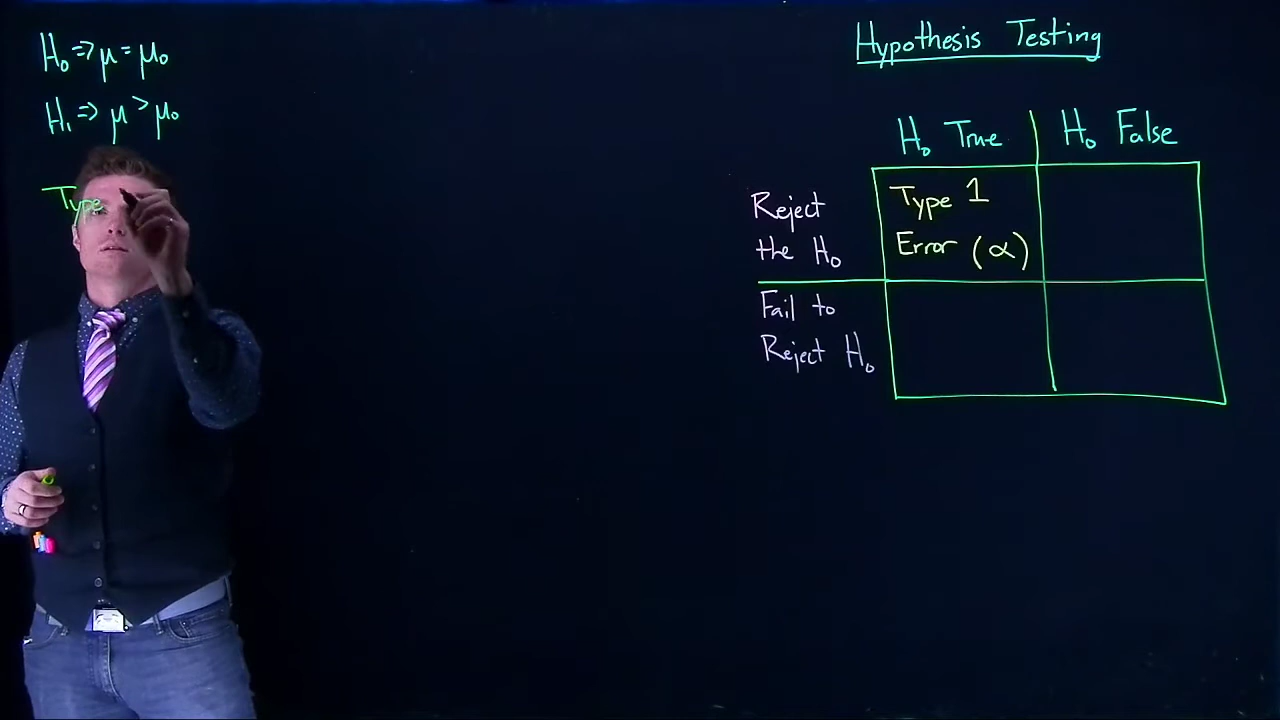 H₀ ⇒ μ = μ₀
H₁ ⇒ μ > μ₀
Type
Hypothesis Testing
H₀ True
H₀ False
Reject
the H₀
Type 1
Error (α)
Fail to
Reject H₀